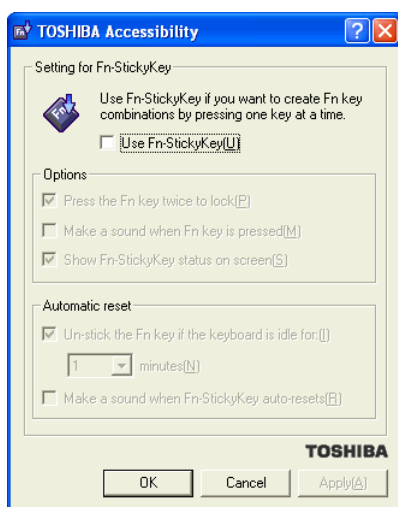 TOSHIBA Accessibility
Setting for Fn-StickyKey
Fn
Use Fn-StickyKey if you want to create Fn key
combinations by pressing one key at a time.
Use Fn-StickyKey(U)
Options
Press the Fn key twice to lock(P)
Make a sound when Fn key is pressed(M)
Show Fn-StickyKey status on screen(S)
Automatic reset
Un-stick the Fn key if the keyboard is idle for:(I)
1 minutes(N)
Make a sound when Fn-StickyKey auto-resets(R)
TOSHIBA
OK Cancel Apply(A)